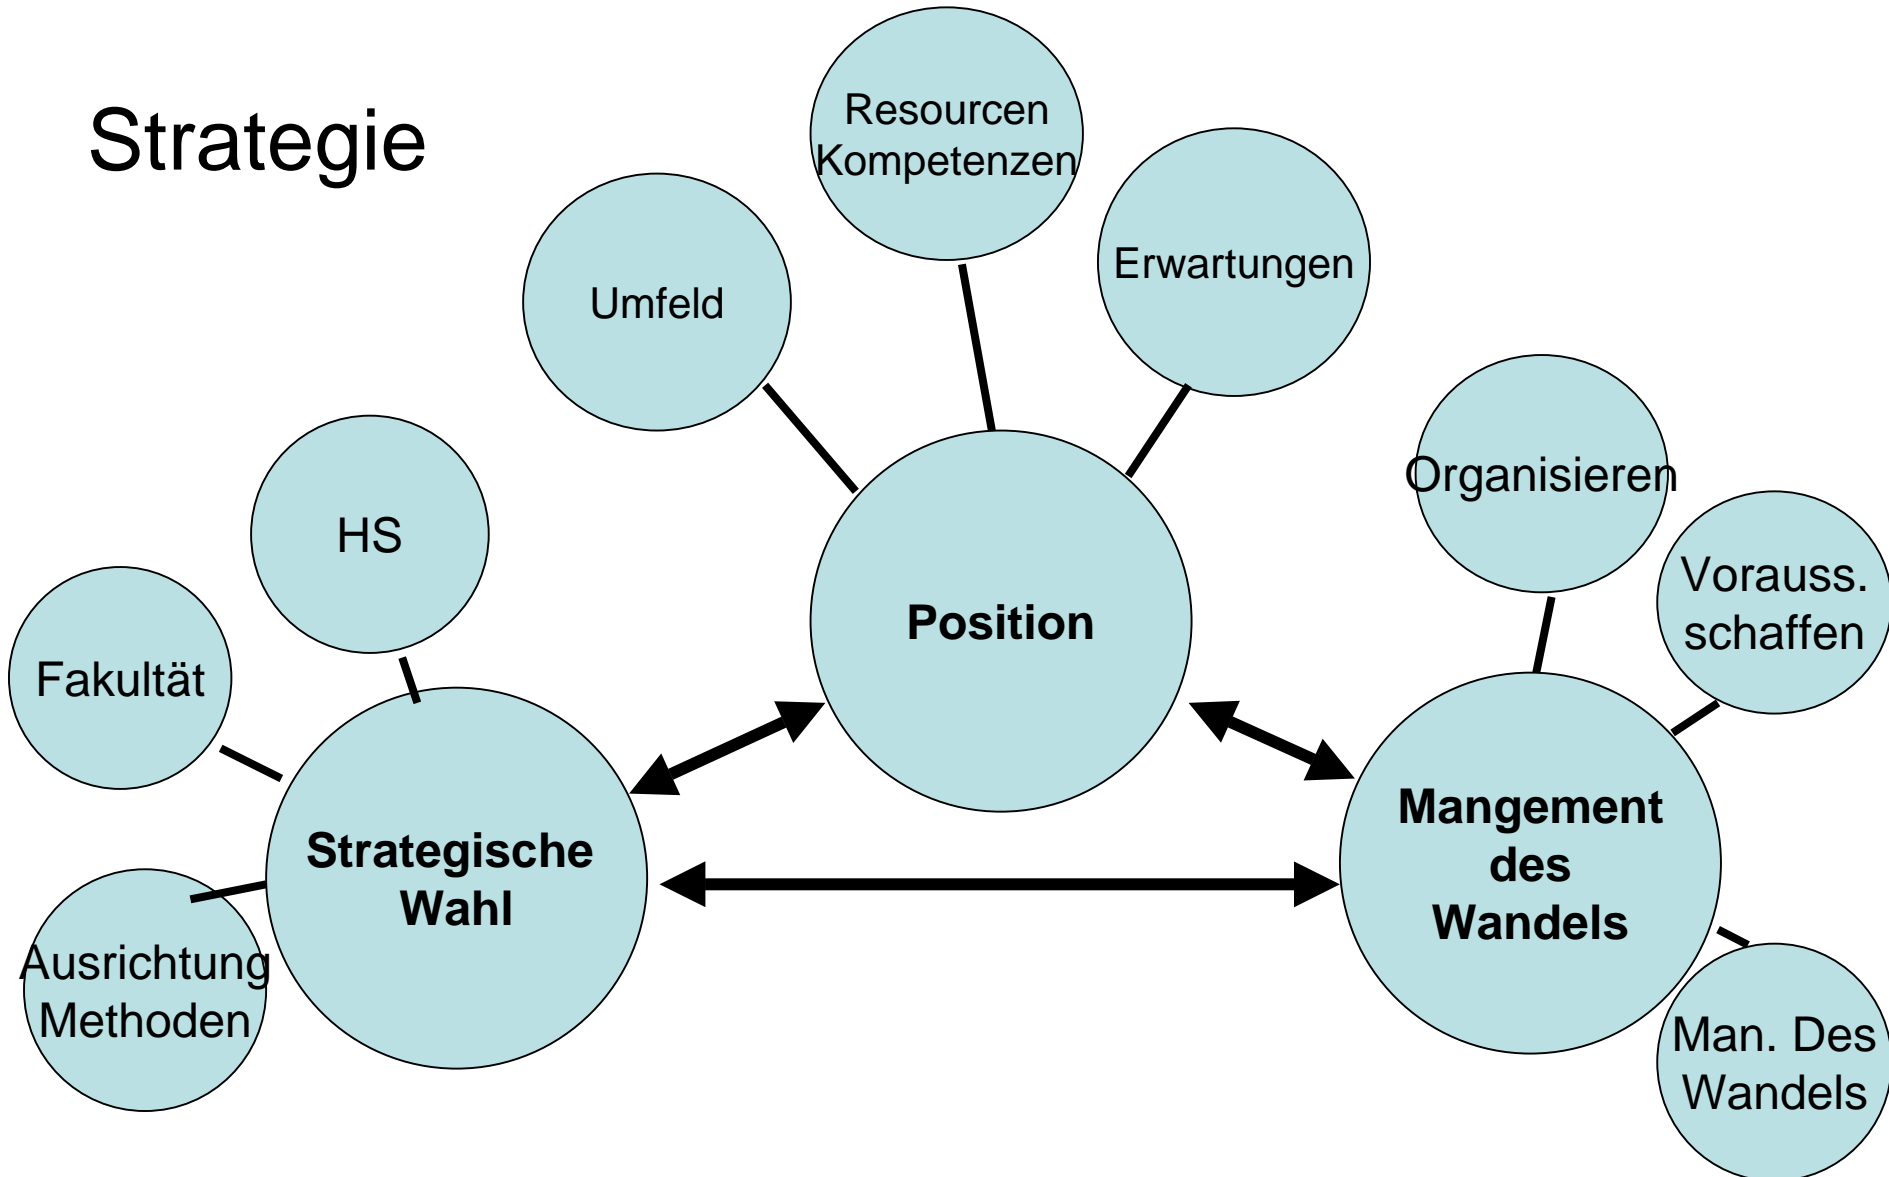 Strategie
Resourcen
Kompetenzen
Erwartungen
Umfeld
Organisieren
HS
Vorauss.
schaffen
Position
Fakultät
Mangement
des
Wandels
Strategische
Wahl
Ausrichtung
Methoden
Man. Des
Wandels